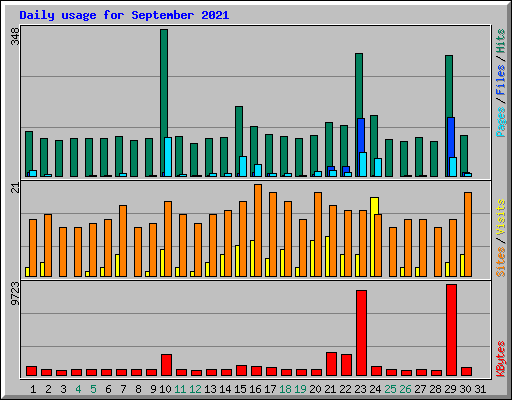 Daily usage for September 2021
348
Pages / Files / Hits
21
Sites / Visits
9723
KBytes
1 2 3 4 5 6 7 8 9 10 11 12 13 14 15 16 17 18 19 20 21 22 23 24 25 26 27 28 29 30 31